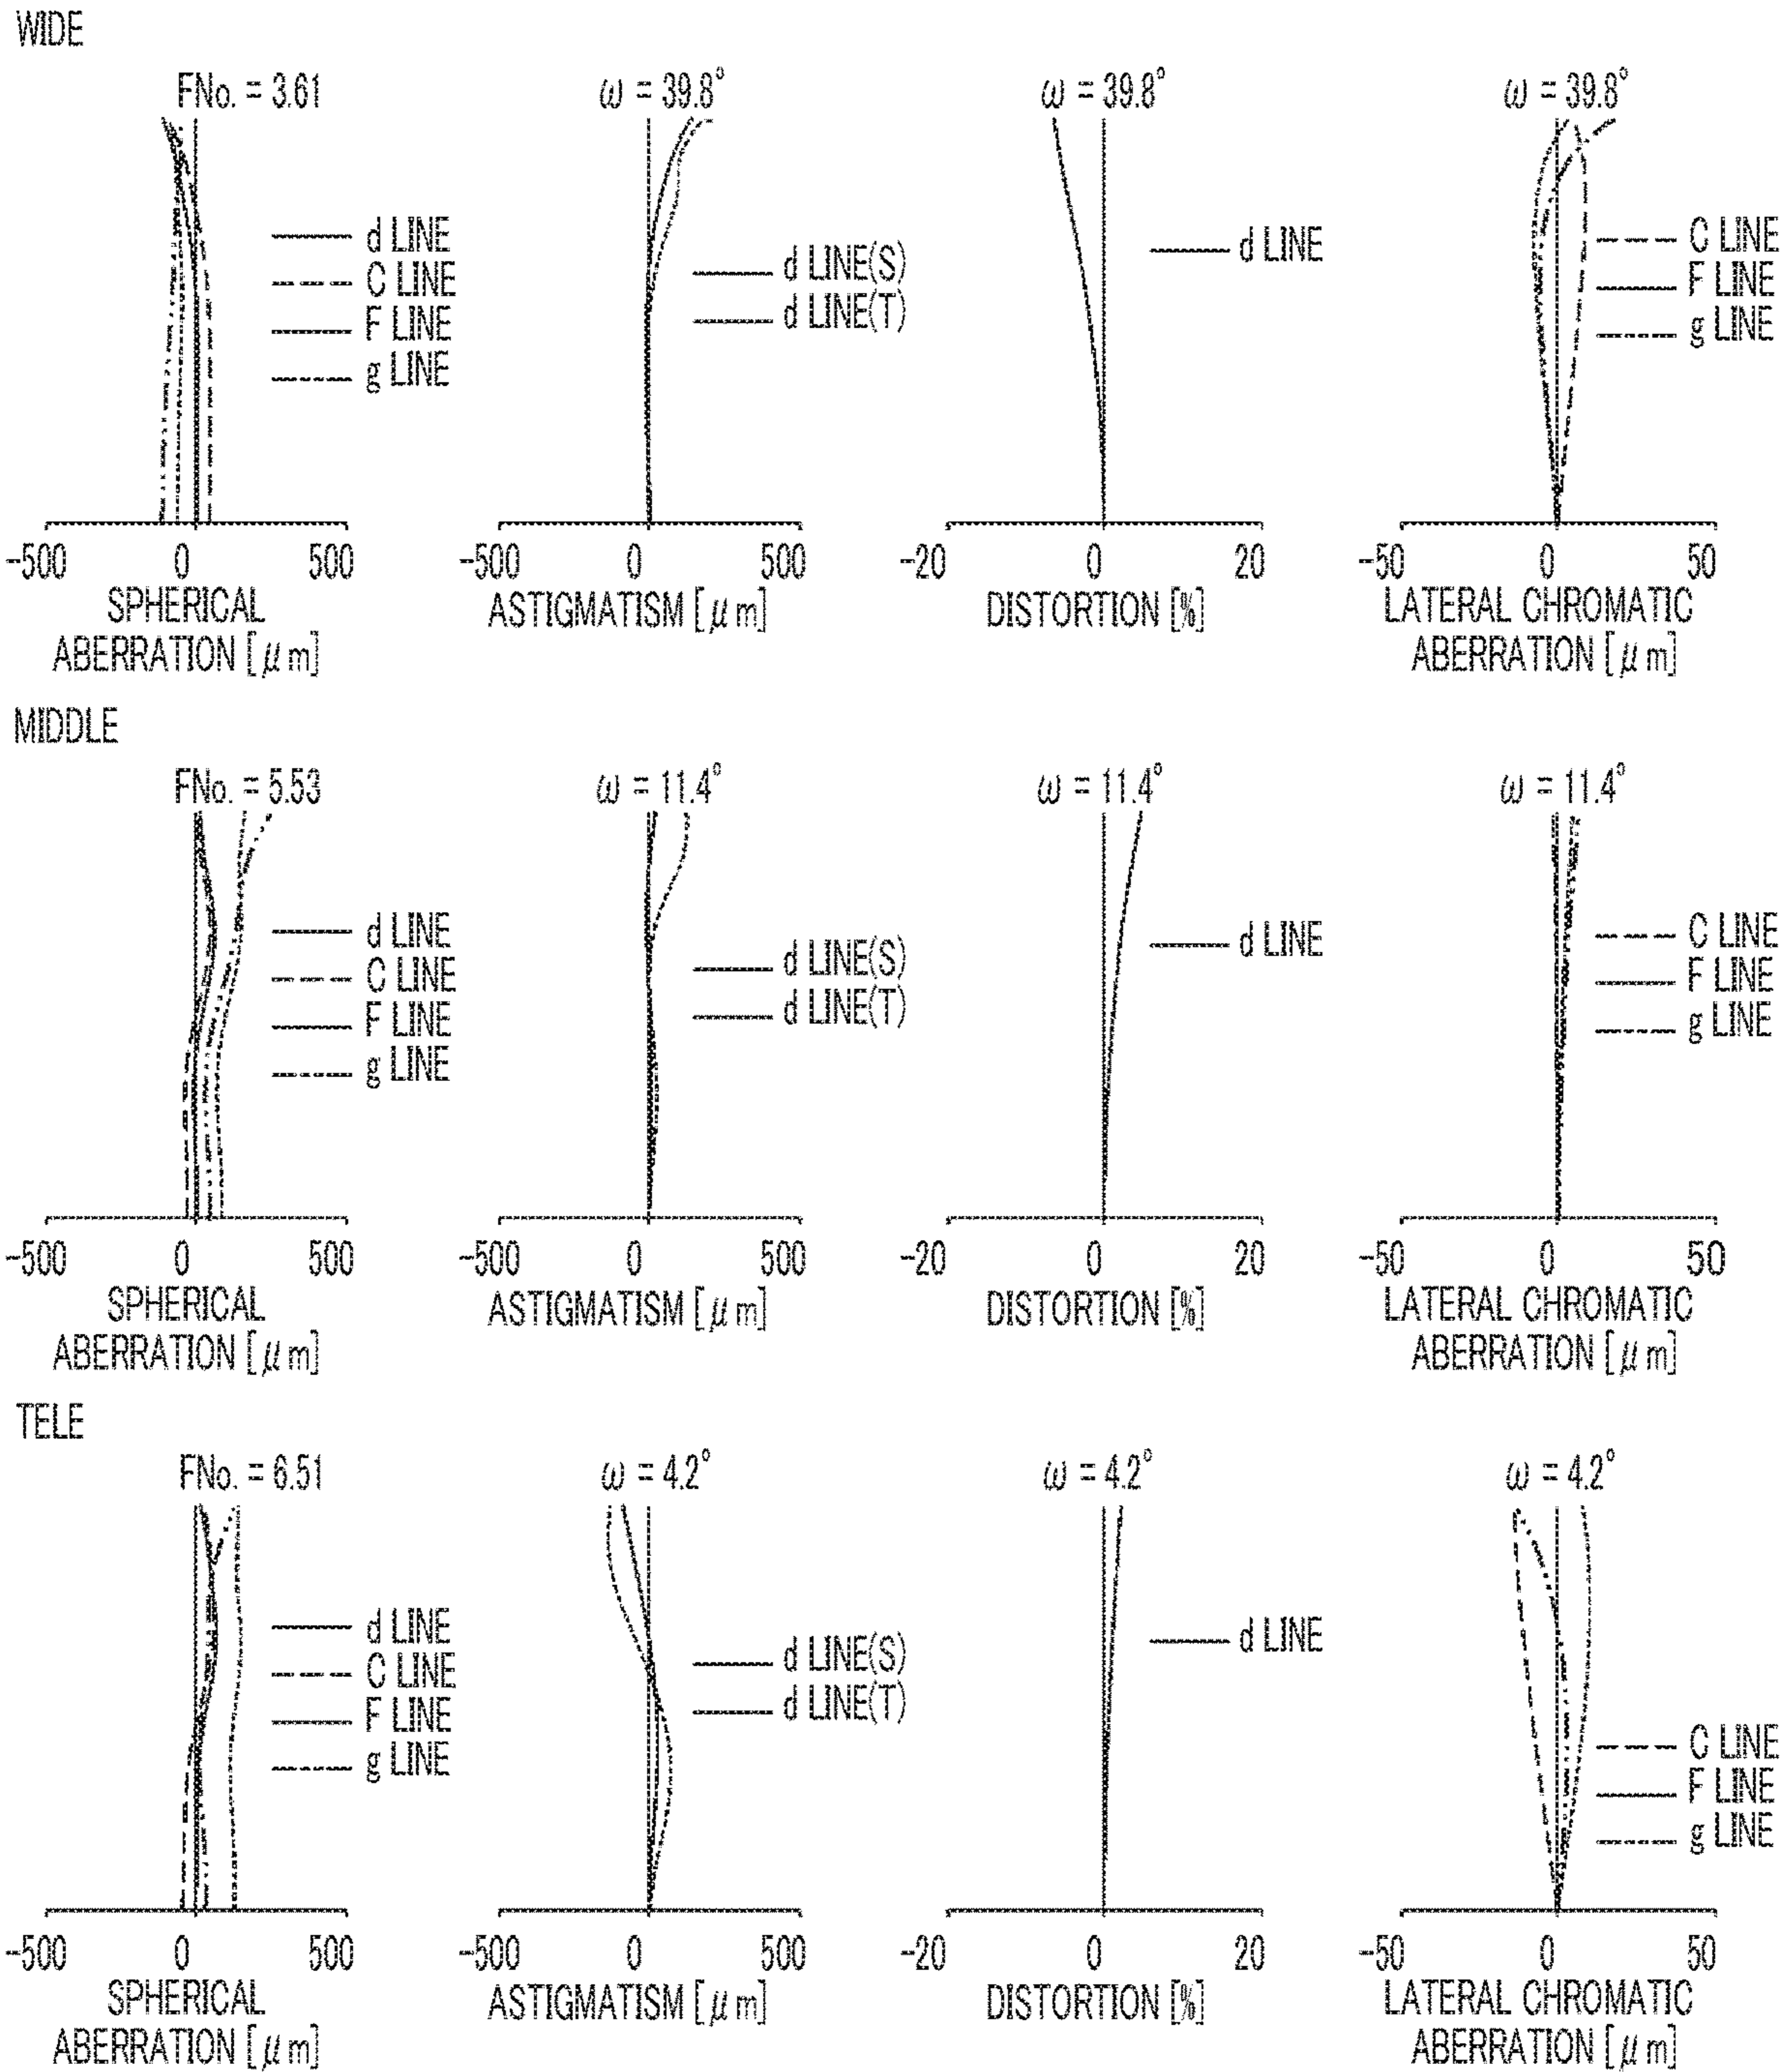 WIDE
FNo. = 3.61
ω = 39.8°
ω = 39.8°
ω = 39.8°
d LINE
C LINE
F LINE
g LINE
d LINE(S)
d LINE(T)
d LINE
C LINE
F LINE
g LINE
-500 0 500
-500 0 500
-20 0 20
-50 0 50
SPHERICAL
ABERRATION [μm]
ASTIGMATISM [μm]
DISTORTION [%]
LATERAL CHROMATIC
ABERRATION [μm]
MIDDLE
FNo. = 5.53
ω = 11.4°
ω = 11.4°
ω = 11.4°
d LINE
C LINE
F LINE
g LINE
d LINE(S)
d LINE(T)
d LINE
C LINE
F LINE
g LINE
-500 0 500
-500 0 500
-20 0 20
-50 0 50
SPHERICAL
ABERRATION [μm]
ASTIGMATISM [μm]
DISTORTION [%]
LATERAL CHROMATIC
ABERRATION [μm]
TELE
FNo. = 6.51
ω = 4.2°
ω = 4.2°
ω = 4.2°
d LINE
C LINE
F LINE
g LINE
d LINE(S)
d LINE(T)
d LINE
C LINE
F LINE
g LINE
-500 0 500
-500 0 500
-20 0 20
-50 0 50
SPHERICAL
ABERRATION [μm]
ASTIGMATISM [μm]
DISTORTION [%]
LATERAL CHROMATIC
ABERRATION [μm]